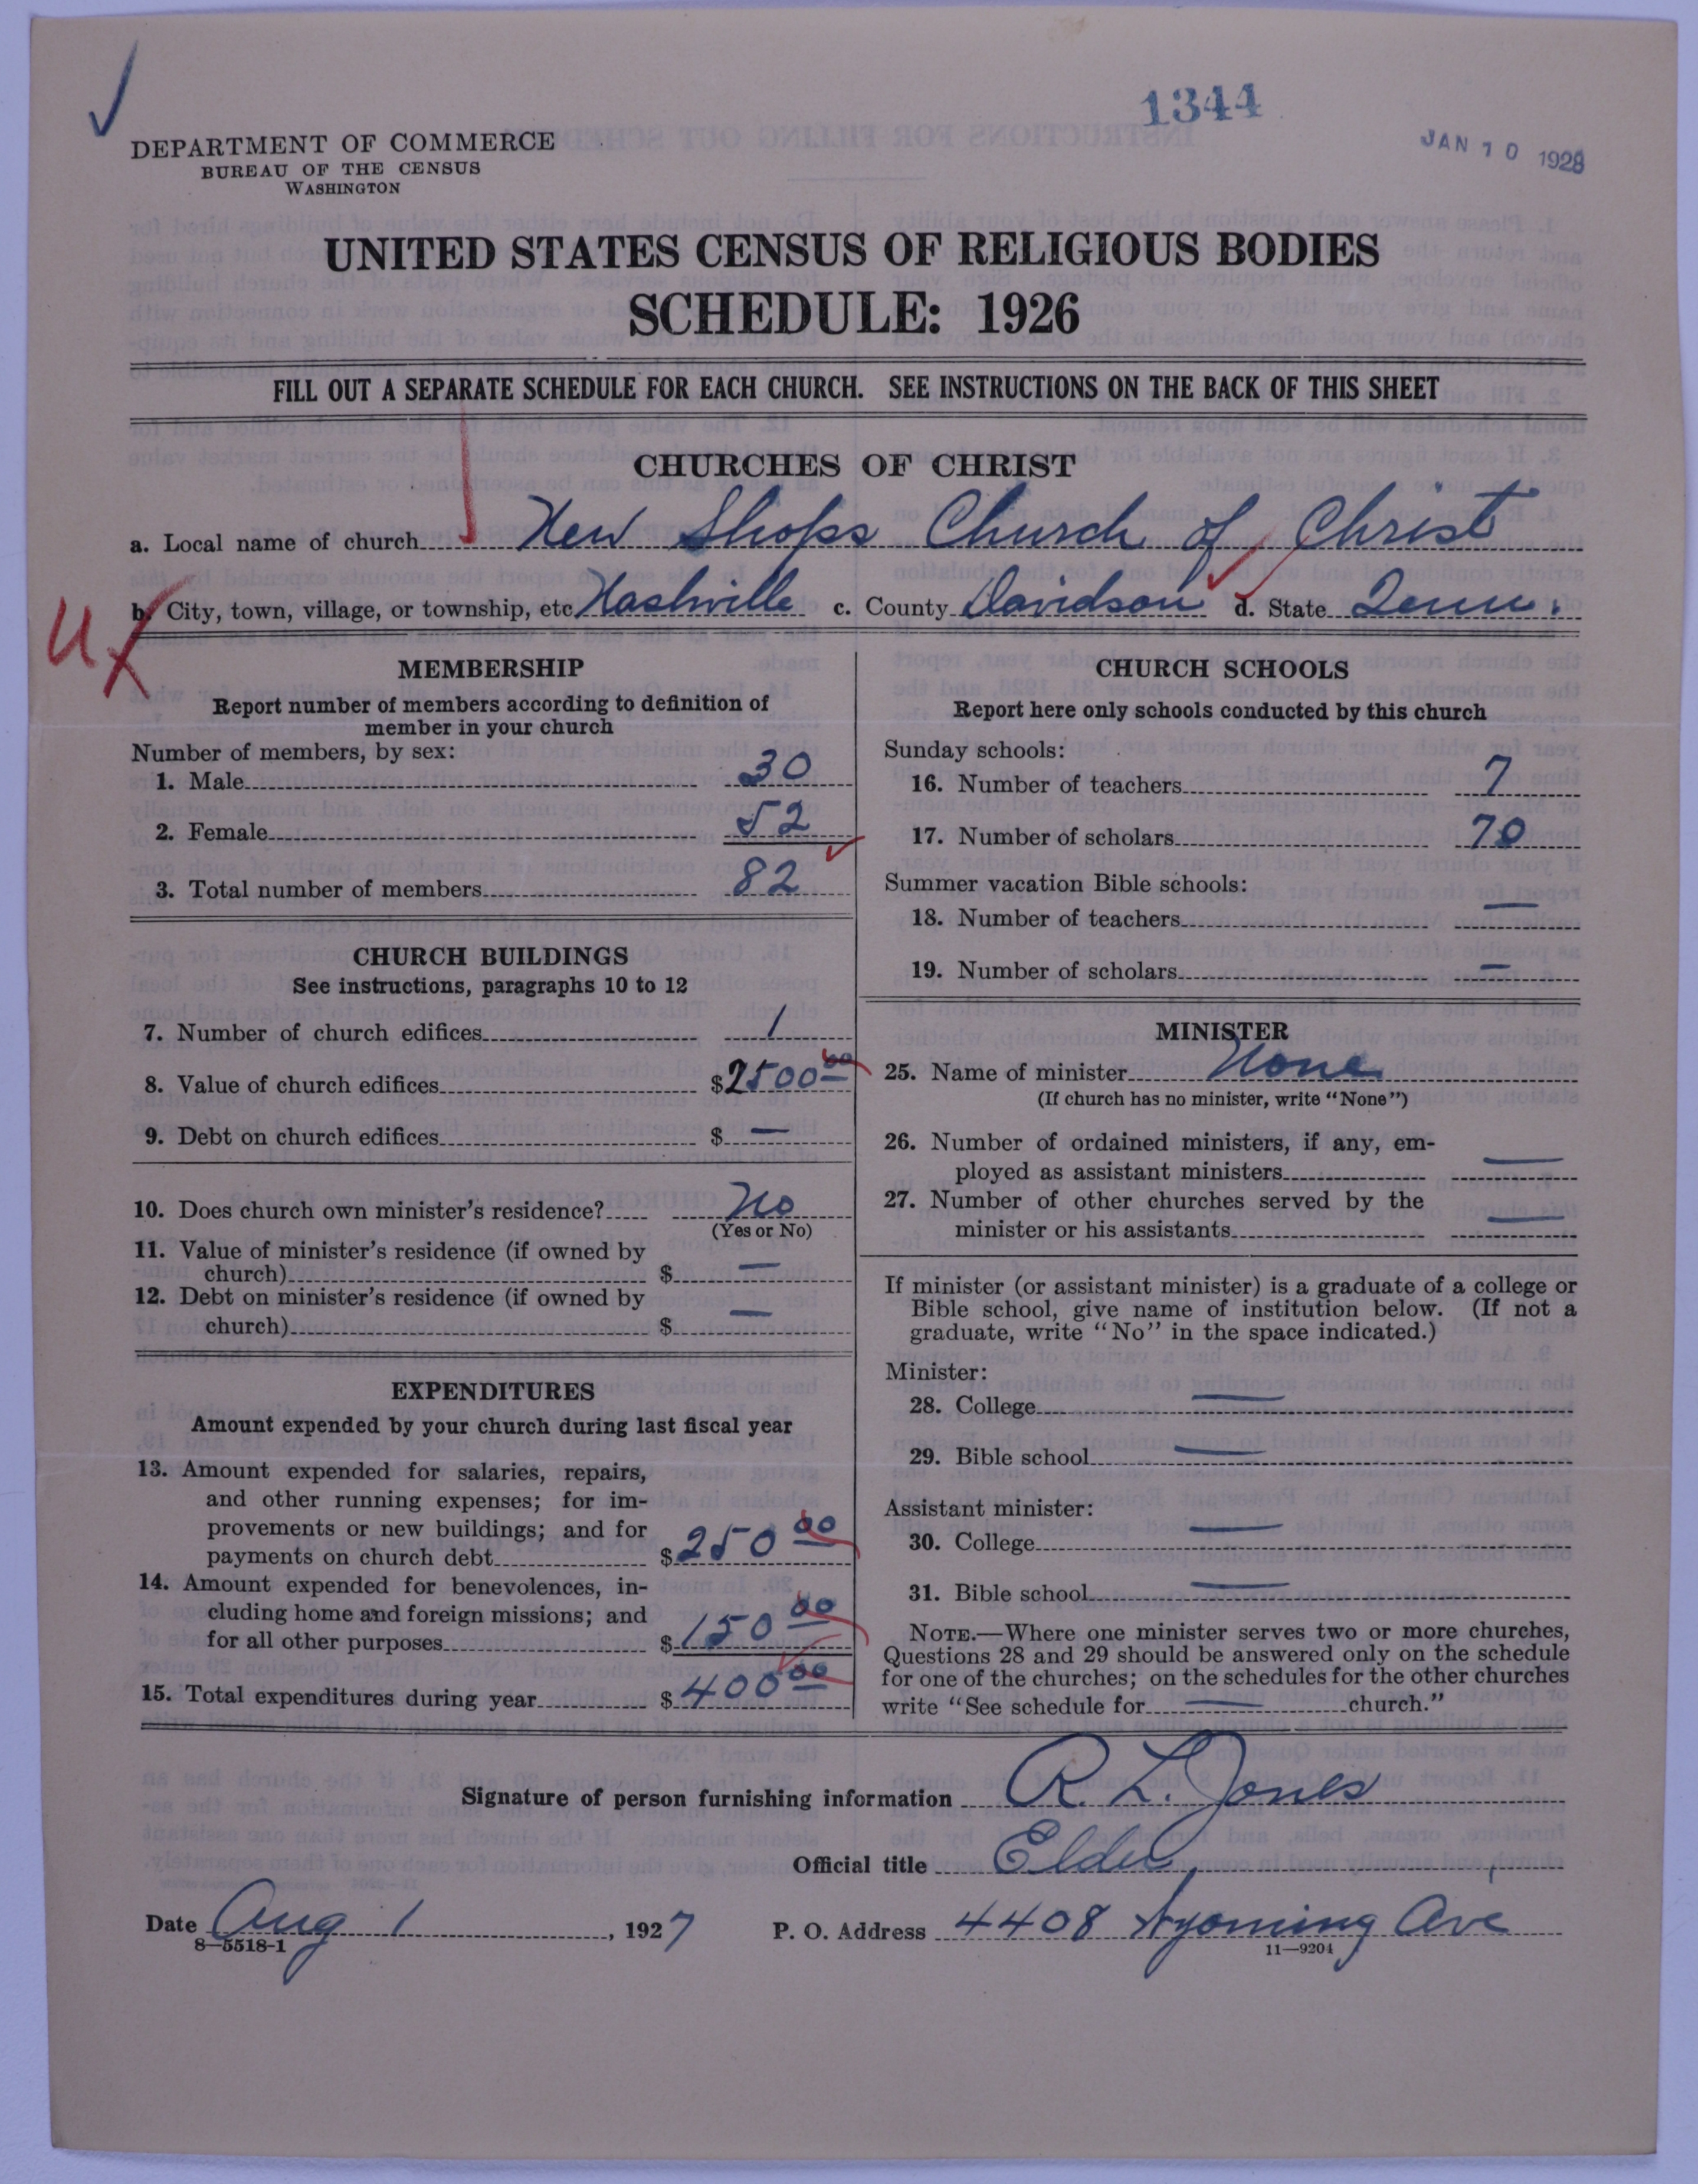 1344
JAN 10 1928
DEPARTMENT OF COMMERCE
BUREAU OF THE CENSUS
WASHINGTON
UNITED STATES CENSUS OF RELIGIOUS BODIES
SCHEDULE: 1926
FILL OUT A SEPARATE SCHEDULE FOR EACH CHURCH. SEE INSTRUCTIONS ON THE BACK OF THIS SHEET
CHURCHES OF CHRIST
a. Local name of church New Shops Church of Christ
b. City, town, village, or township, etc Nashville c. County Davidson d. State Tenn.
MEMBERSHIP
Report number of members according to definition of
member in your church
Number of members, by sex:
1. Male 30
2. Female 52
3. Total number of members 82
CHURCH BUILDINGS
See instructions, paragraphs 10 to 12
7. Number of church edifices 1
8. Value of church edifices $2500 00
9. Debt on church edifices $ —
10. Does church own minister's residence? No
(Yes or No)
11. Value of minister's residence (if owned by
church) $ —
12. Debt on minister's residence (if owned by
church) $ —
EXPENDITURES
Amount expended by your church during last fiscal year
13. Amount expended for salaries, repairs,
and other running expenses; for im-
provements or new buildings; and for
payments on church debt $250 00
14. Amount expended for benevolences, in-
cluding home and foreign missions; and
for all other purposes $150 00
15. Total expenditures during year $400 00
CHURCH SCHOOLS
Report here only schools conducted by this church
Sunday schools:
16. Number of teachers 7
17. Number of scholars 70
Summer vacation Bible schools:
18. Number of teachers —
19. Number of scholars —
MINISTER
25. Name of minister None
(If church has no minister, write "None")
26. Number of ordained ministers, if any, em-
ployed as assistant ministers —
27. Number of other churches served by the
minister or his assistants —
If minister (or assistant minister) is a graduate of a college or
Bible school, give name of institution below. (If not a
graduate, write "No" in the space indicated.)
Minister:
28. College —
29. Bible school —
Assistant minister:
30. College —
31. Bible school —
NOTE.—Where one minister serves two or more churches,
Questions 28 and 29 should be answered only on the schedule
for one of the churches; on the schedules for the other churches
write "See schedule for — church."
Signature of person furnishing information R. L. Jones
Official title Elder
Date Aug 1, 1927 P. O. Address 4408 Wyoming Ave
8—5518-1
11—9204